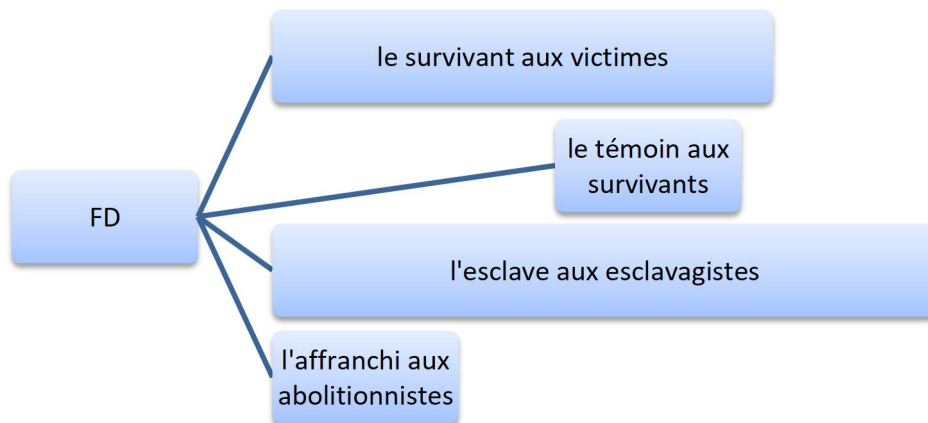 le survivant aux victimes
le témoin aux
survivants
FD
l'esclave aux esclavagistes
l'affranchi aux
abolitionnistes